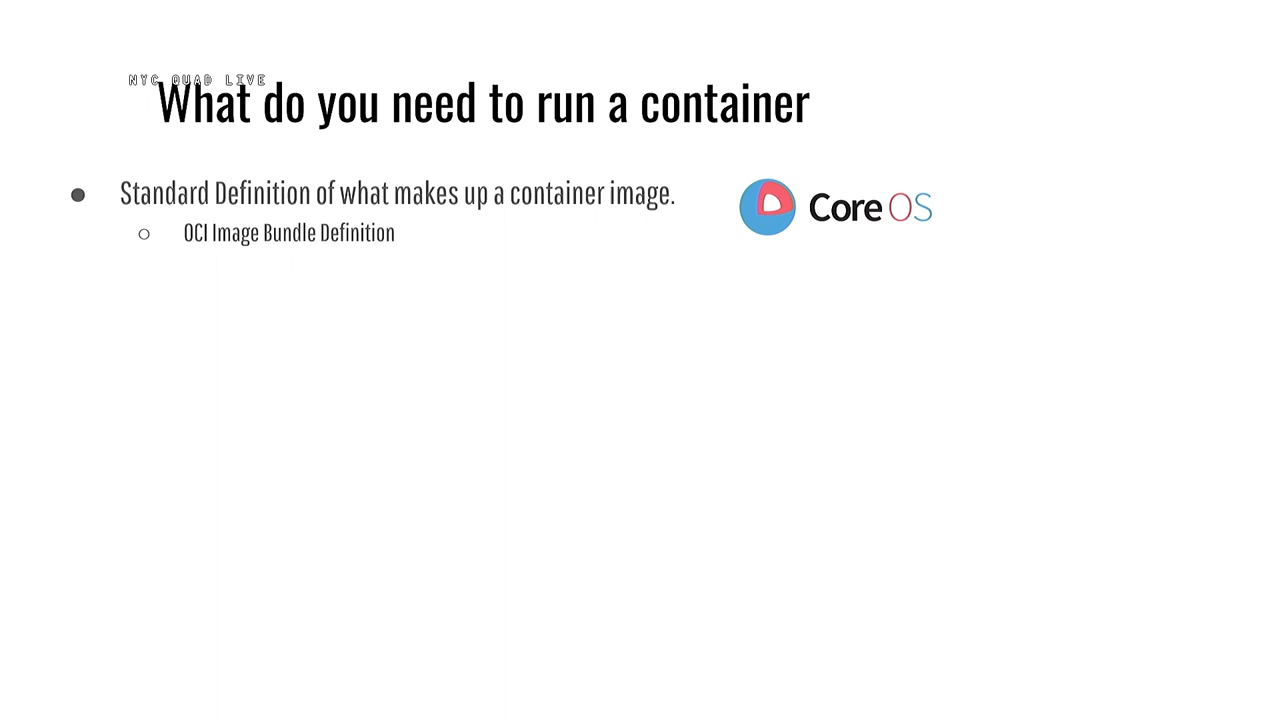 NYC QUAD LIVE
What do you need to run a container
● Standard Definition of what makes up a container image.
○ OCI Image Bundle Definition
Core OS